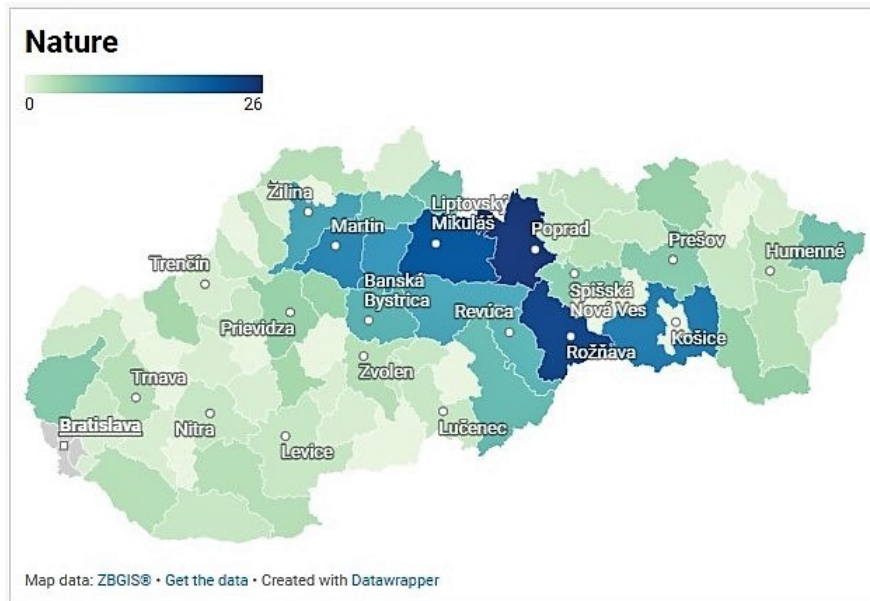 Nature
0 26
Žilina
Liptovský
Mikuláš
Martin
Poprad
Prešov
Humenné
Trenčín
Banská
Bystrica
Spišská
Nová Ves
Prievidza
Revúca
Košice
Rožňava
Zvolen
Trnava
Bratislava
Nitra
Lučenec
Levice
Map data: ZBGIS® • Get the data • Created with Datawrapper